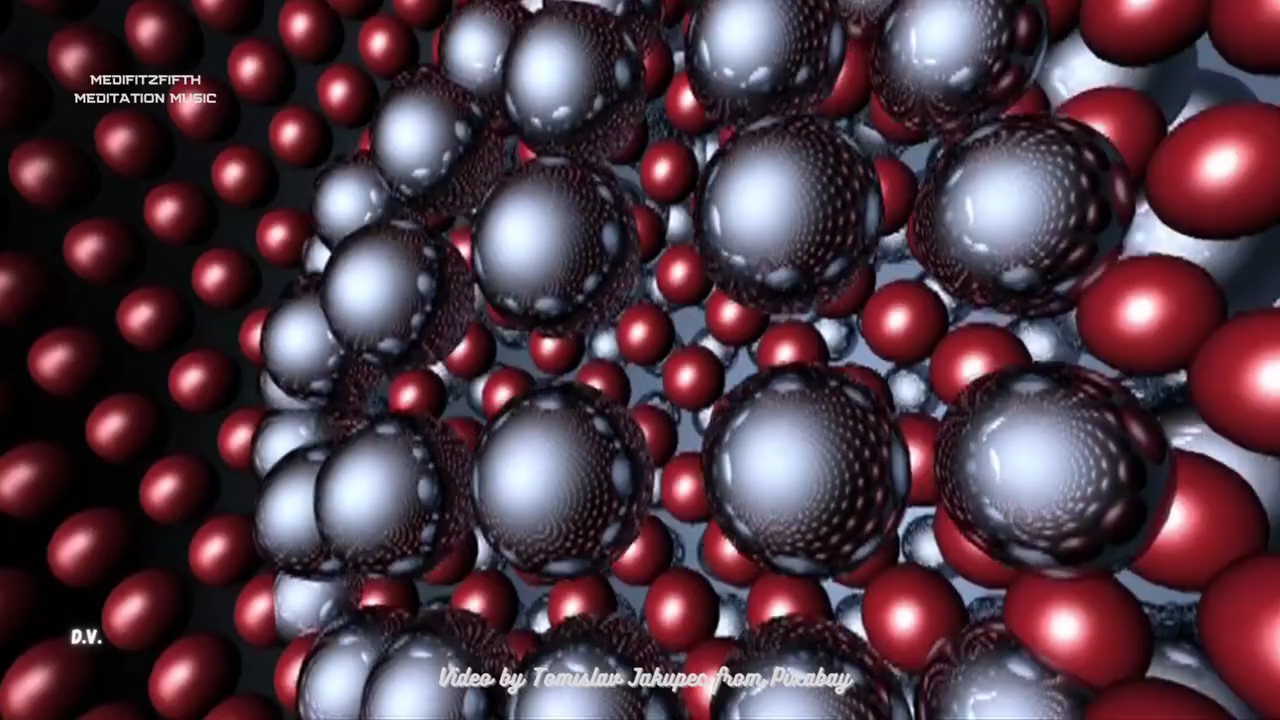 MEDIFITZFIFTH
MEDITATION MUSIC
D.V.
Video by Tomislav Jakupec from Pixabay